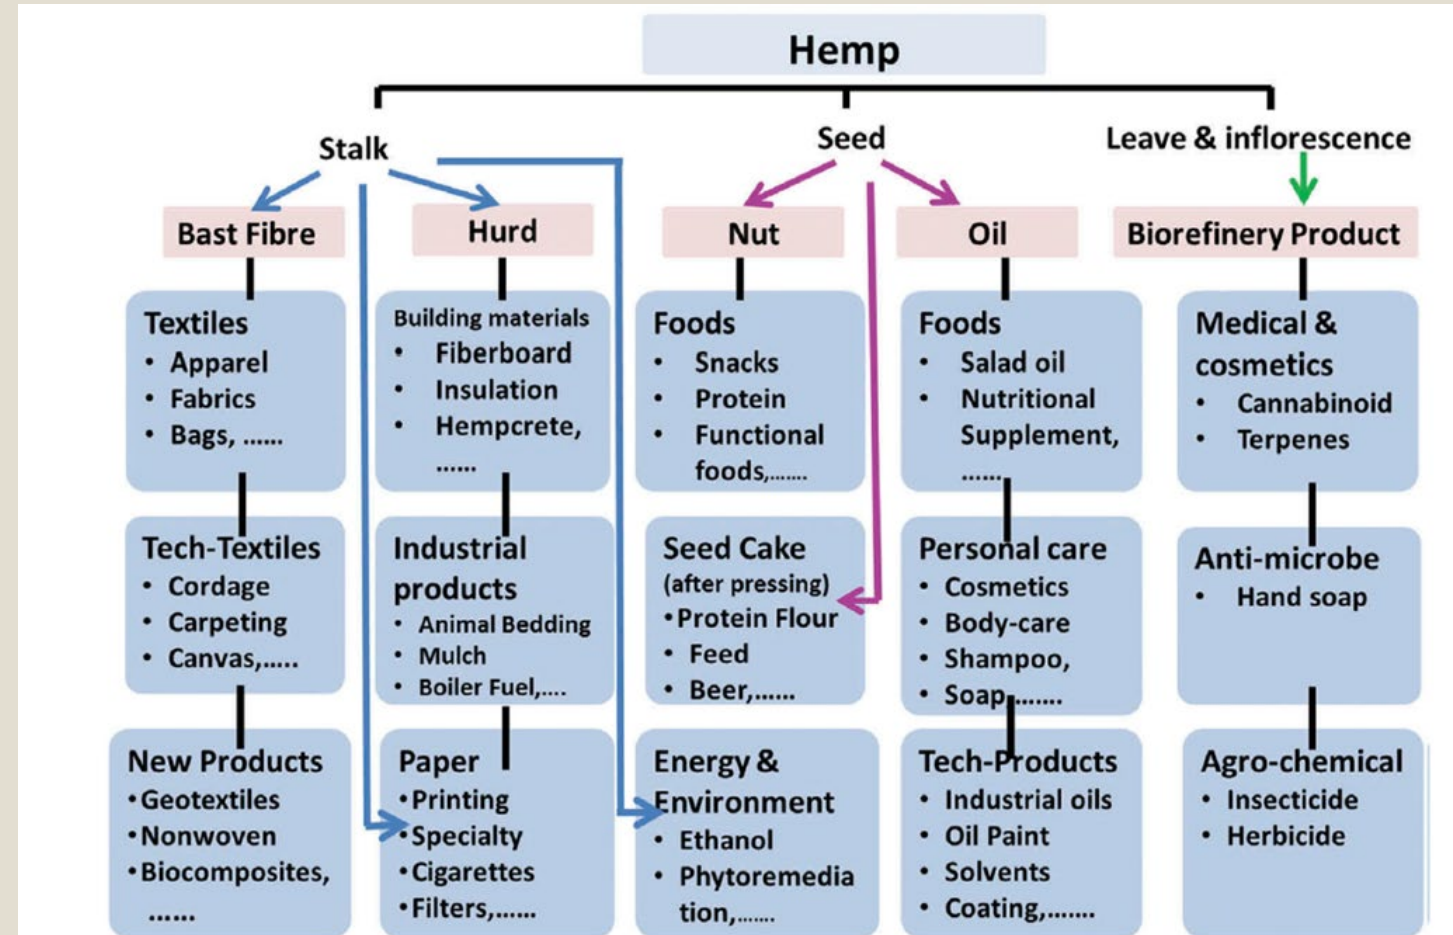 Hemp
Stalk
Seed
Leave & inflorescence
Bast Fibre
Hurd
Nut
Oil
Biorefinery Product
Textiles
• Apparel
• Fabrics
• Bags, ......
Building materials
• Fiberboard
• Insulation
• Hempcrete,
......
Foods
• Snacks
• Protein
• Functional
foods,.......
Foods
• Salad oil
• Nutritional
Supplement,
......
Medical &
cosmetics
• Cannabinoid
• Terpenes
Tech-Textiles
• Cordage
• Carpeting
• Canvas,.....
Industrial
products
• Animal Bedding
• Mulch
• Boiler Fuel,....
Seed Cake
(after pressing)
•Protein Flour
• Feed
• Beer,......
Personal care
• Cosmetics
• Body-care
• Shampoo,
• Soap,......
Anti-microbe
• Hand soap
New Products
•Geotextiles
•Nonwoven
•Biocomposites,
......
Paper
•Printing
•Specialty
•Cigarettes
•Filters,......
Energy &
Environment
• Ethanol
• Phytoremedia
tion,.......
Tech-Products
• Industrial oils
• Oil Paint
• Solvents
• Coating,.......
Agro-chemical
• Insecticide
• Herbicide